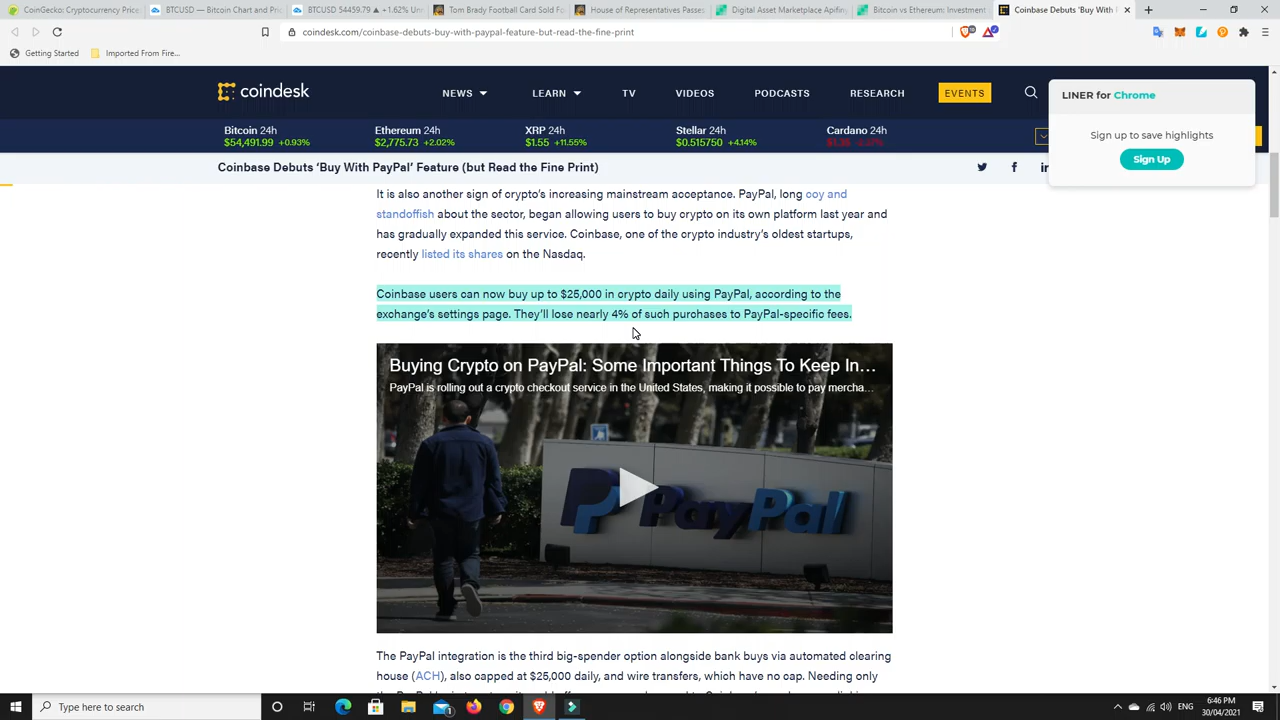 CoinGecko: Cryptocurrency Price
BTCUSD — Bitcoin Chart and Pri
BTCUSD 54459.79 ▲ +1.62% Un
Tom Brady Football Card Sold Fo
House of Representatives Passes
Digital Asset Marketplace Apifiny
Bitcoin vs Ethereum: Investment
Coinbase Debuts 'Buy With P
coindesk.com/coinbase-debuts-buy-with-paypal-feature-but-read-the-fine-print
Getting Started
Imported From Fire...
coindesk
NEWS
LEARN
TV
VIDEOS
PODCASTS
RESEARCH
EVENTS
LINER for Chrome
Sign up to save highlights
Sign Up
Bitcoin 24h
$54,491.99 +0.93%
Ethereum 24h
$2,775.73 +2.02%
XRP 24h
$1.55 +11.55%
Stellar 24h
$0.515750 +4.14%
Cardano 24h
Coinbase Debuts ‘Buy With PayPal’ Feature (but Read the Fine Print)
It is also another sign of crypto’s increasing mainstream acceptance. PayPal, long coy and
standoffish about the sector, began allowing users to buy crypto on its own platform last year and
has gradually expanded this service. Coinbase, one of the crypto industry’s oldest startups,
recently listed its shares on the Nasdaq.
Coinbase users can now buy up to $25,000 in crypto daily using PayPal, according to the
exchange’s settings page. They’ll lose nearly 4% of such purchases to PayPal-specific fees.
Buying Crypto on PayPal: Some Important Things To Keep In...
PayPal is rolling out a crypto checkout service in the United States, making it possible to pay mercha...
PayPal
The PayPal integration is the third big-spender option alongside bank buys via automated clearing
house (ACH), also capped at $25,000 daily, and wire transfers, which have no cap. Needing only
Type here to search
ENG
6:46 PM
30/04/2021